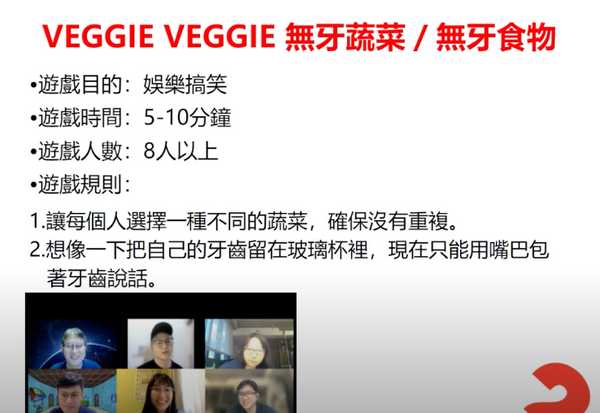 VEGGIE VEGGIE 無牙蔬菜 / 無牙食物
•遊戲目的：娛樂搞笑
•遊戲時間：5-10分鐘
•遊戲人數：8人以上
•遊戲規則：
1.讓每個人選擇一種不同的蔬菜，確保沒有重複。
2.想像一下把自己的牙齒留在玻璃杯裡，現在只能用嘴巴包
著牙齒說話。